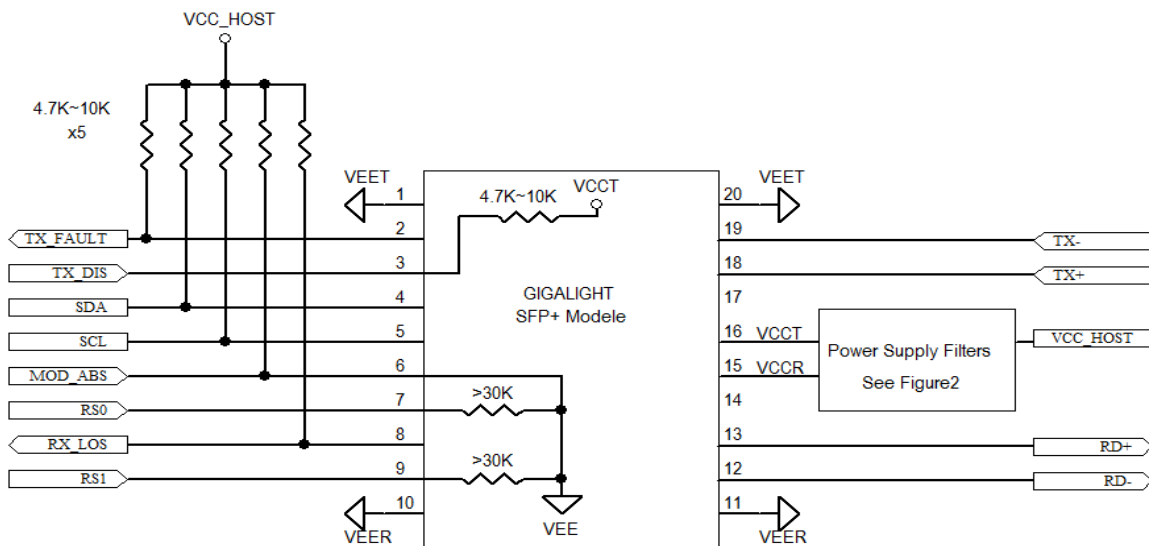 VCC_HOST
4.7K~10K
x5
VEET
1
4.7K~10K
VCCT
20
VEET
TX_FAULT
2
19
TX-
TX_DIS
3
18
TX+
SDA
4
GIGALIGHT
SFP+ Modele
17
SCL
5
16
VCCT
Power Supply Filters
See Figure2
VCC_HOST
MOD_ABS
6
15
VCCR
RS0
7
>30K
14
RX_LOS
8
13
RD+
RS1
9
>30K
12
RD-
10
VEER
VEE
11
VEER